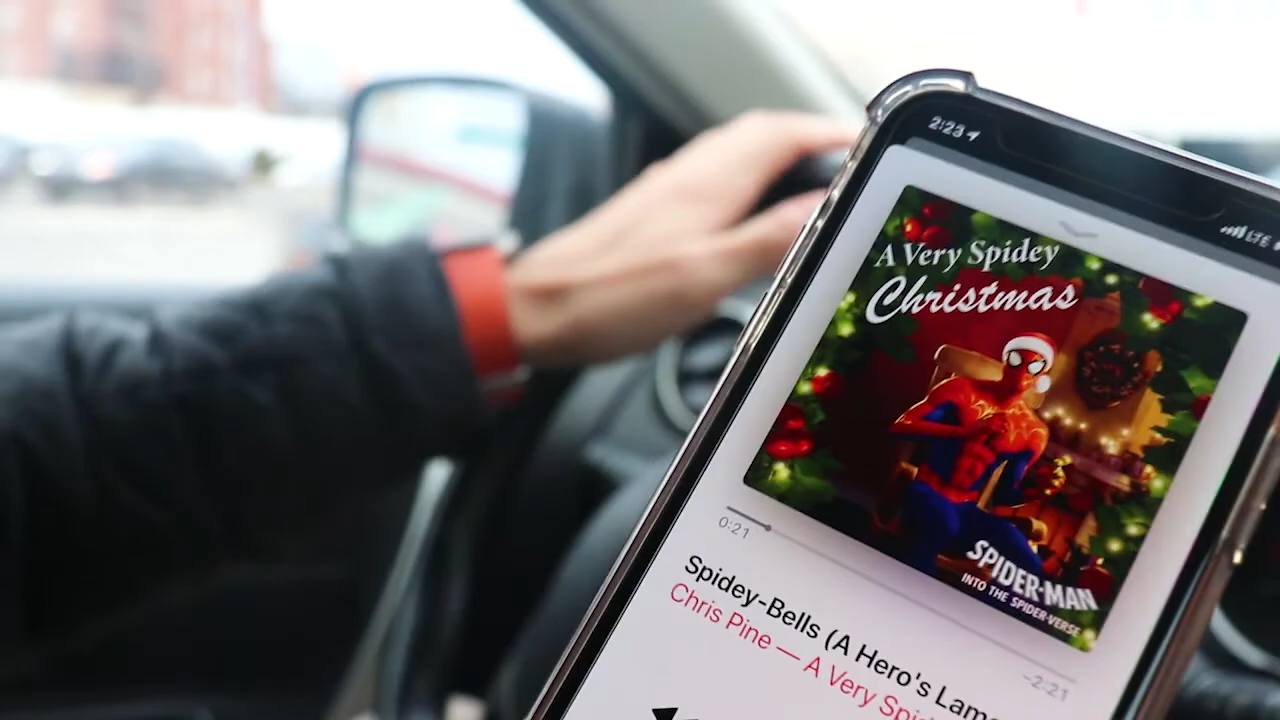 2:23
LTE
A Very Spidey
Christmas
SPIDER-MAN
INTO THE SPIDER-VERSE
0:21
-2:21
Spidey-Bells (A Hero's Lam
Chris Pine — A Very Spid